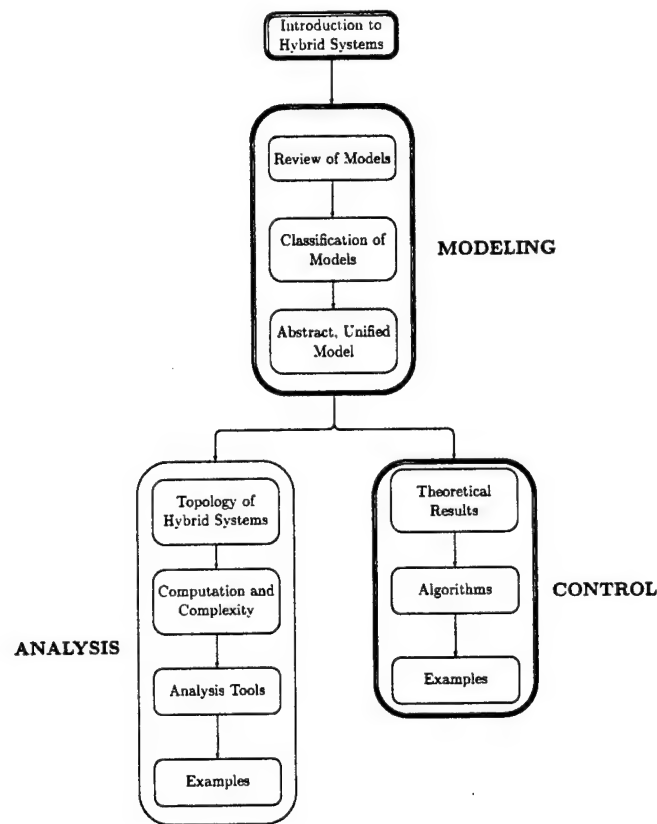 Introduction to
Hybrid Systems
Review of Models
Classification of
Models
MODELING
Abstract, Unified
Model
Topology of
Hybrid Systems
Computation and
Complexity
ANALYSIS
Analysis Tools
Examples
Theoretical
Results
Algorithms
CONTROL
Examples